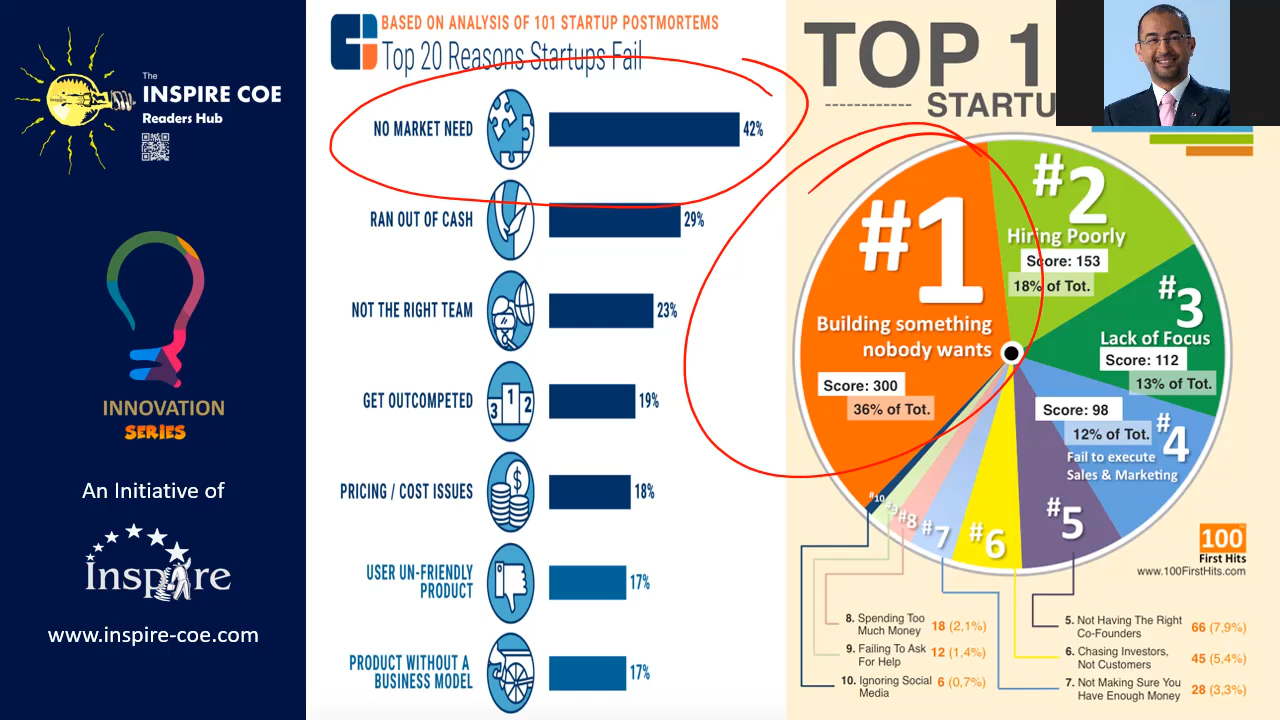 The
INSPIRE COE
Readers Hub
INNOVATION
SERIES
An Initiative of
Inspire
www.inspire-coe.com
BASED ON ANALYSIS OF 101 STARTUP POSTMORTEMS
Top 20 Reasons Startups Fail
NO MARKET NEED
42%
RAN OUT OF CASH
29%
NOT THE RIGHT TEAM
23%
GET OUTCOMPETED
3 1 2
19%
PRICING / COST ISSUES
$
18%
USER UN-FRIENDLY
PRODUCT
17%
PRODUCT WITHOUT A
BUSINESS MODEL
17%
TOP 1
STARTU
#1
Building something
nobody wants
Score: 300
36% of Tot.
#2
Hiring Poorly
Score: 153
18% of Tot.
#3
Lack of Focus
Score: 112
13% of Tot.
Score: 98
12% of Tot.
#4
Fail to execute
Sales & Marketing
#5
#6
#7
#8
#9
#10
100
First Hits
www.100FirstHits.com
8. Spending Too
Much Money
18 (2,1%)
9. Failing To Ask
For Help
12 (1,4%)
10. Ignoring Social
Media
6 (0,7%)
5. Not Having The Right
Co-Founders
66 (7,9%)
6. Chasing Investors,
Not Customers
45 (5,4%)
7. Not Making Sure You
Have Enough Money
28 (3,3%)